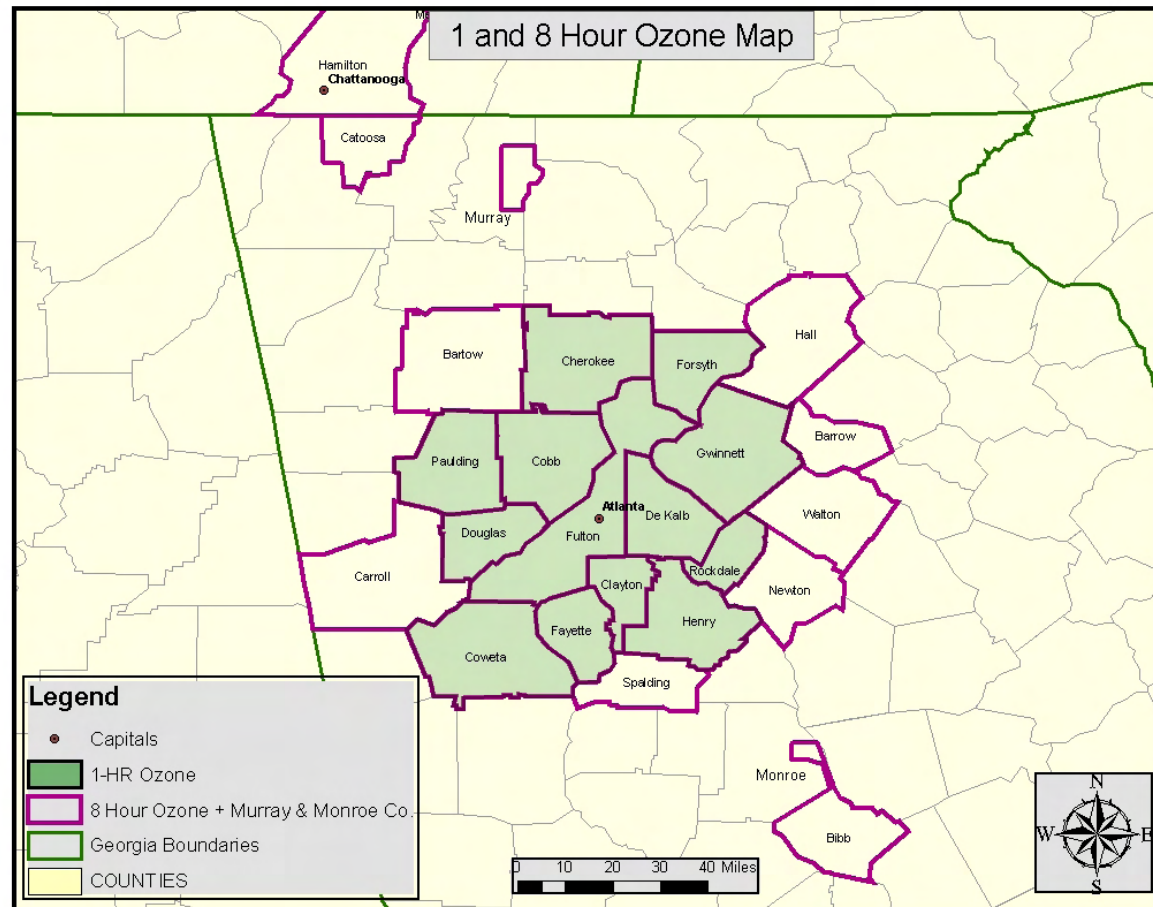 1 and 8 Hour Ozone Map
Hamilton
Chattanooga
Catoosa
Murray
Hall
Bartow
Cherokee
Forsyth
Barrow
Gwinnett
Paulding
Cobb
Atlanta
De Kalb
Walton
Douglas
Fulton
Carroll
Clayton
Rockdale
Newton
Henry
Fayette
Coweta
Spalding
Monroe
Bibb
Legend
Capitals
1-HR Ozone
8 Hour Ozone + Murray & Monroe Co.
Georgia Boundaries
COUNTIES
0 10 20 30 40 Miles
N
W E
S